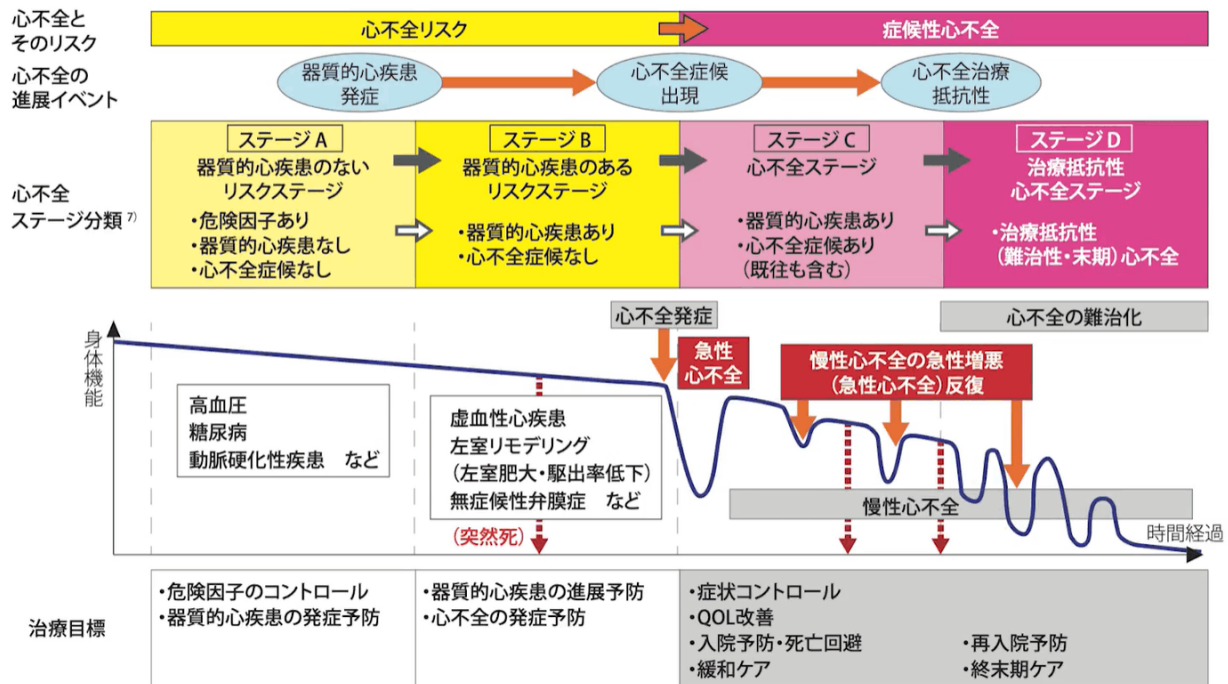 心不全と
そのリスク
心不全リスク
症候性心不全
心不全の
進展イベント
器質的心疾患
発症
心不全症候
出現
心不全治療
抵抗性
心不全
ステージ分類7)
ステージA
器質的心疾患のない
リスクステージ
・危険因子あり
・器質的心疾患なし
・心不全症候なし
ステージB
器質的心疾患のある
リスクステージ
・器質的心疾患あり
・心不全症候なし
ステージC
心不全ステージ
・器質的心疾患あり
・心不全症候あり
(既往も含む)
ステージD
治療抵抗性
心不全ステージ
・治療抵抗性
(難治性・末期)心不全
身体機能
心不全発症
心不全の難治化
急性
心不全
慢性心不全の急性増悪
(急性心不全)反復
高血圧
糖尿病
動脈硬化性疾患 など
虚血性心疾患
左室リモデリング
(左室肥大・駆出率低下)
無症候性弁膜症 など
(突然死)
慢性心不全
時間経過
治療目標
・危険因子のコントロール
・器質的心疾患の発症予防
・器質的心疾患の進展予防
・心不全の発症予防
・症状コントロール
・QOL改善
・入院予防・死亡回避
・緩和ケア
・再入院予防
・終末期ケア